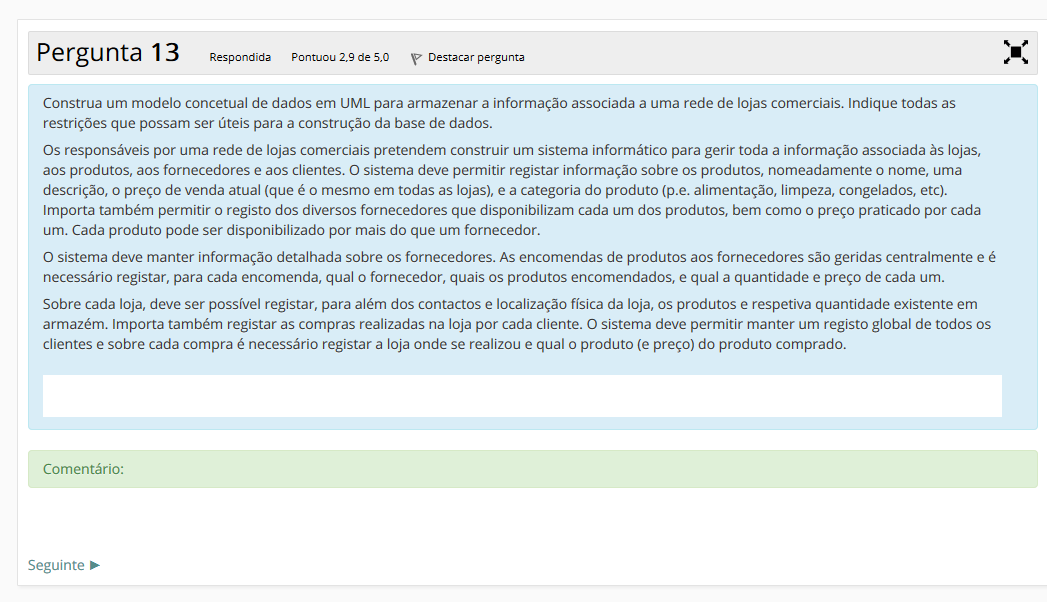 Pergunta 13 Respondida Pontuou 2,9 de 5,0 Destacar pergunta
Construa um modelo concetual de dados em UML para armazenar a informação associada a uma rede de lojas comerciais. Indique todas as
restrições que possam ser úteis para a construção da base de dados.
Os responsáveis por uma rede de lojas comerciais pretendem construir um sistema informático para gerir toda a informação associada às lojas,
aos produtos, aos fornecedores e aos clientes. O sistema deve permitir registar informação sobre os produtos, nomeadamente o nome, uma
descrição, o preço de venda atual (que é o mesmo em todas as lojas), e a categoria do produto (p.e. alimentação, limpeza, congelados, etc).
Importa também permitir o registo dos diversos fornecedores que disponibilizam cada um dos produtos, bem como o preço praticado por cada
um. Cada produto pode ser disponibilizado por mais do que um fornecedor.
O sistema deve manter informação detalhada sobre os fornecedores. As encomendas de produtos aos fornecedores são geridas centralmente e é
necessário registar, para cada encomenda, qual o fornecedor, quais os produtos encomendados, e qual a quantidade e preço de cada um.
Sobre cada loja, deve ser possível registar, para além dos contactos e localização física da loja, os produtos e respetiva quantidade existente em
armazém. Importa também registar as compras realizadas na loja por cada cliente. O sistema deve permitir manter um registo global de todos os
clientes e sobre cada compra é necessário registar a loja onde se realizou e qual o produto (e preço) do produto comprado.
Comentário:
Seguinte ►